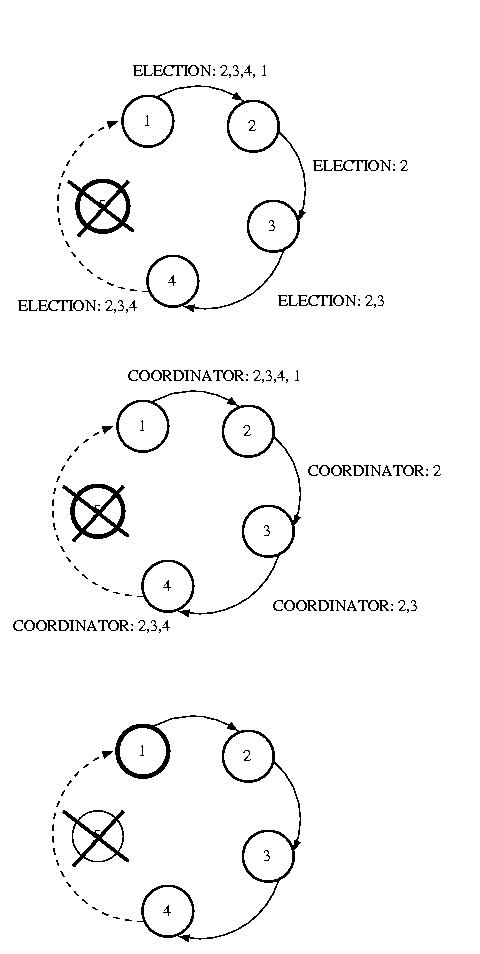 ELECTION: 2,3,4, 1
1
2
ELECTION: 2
3
4
ELECTION: 2,3
ELECTION: 2,3,4
COORDINATOR: 2,3,4, 1
1
2
COORDINATOR: 2
3
4
COORDINATOR: 2,3
COORDINATOR: 2,3,4
1
2
3
4